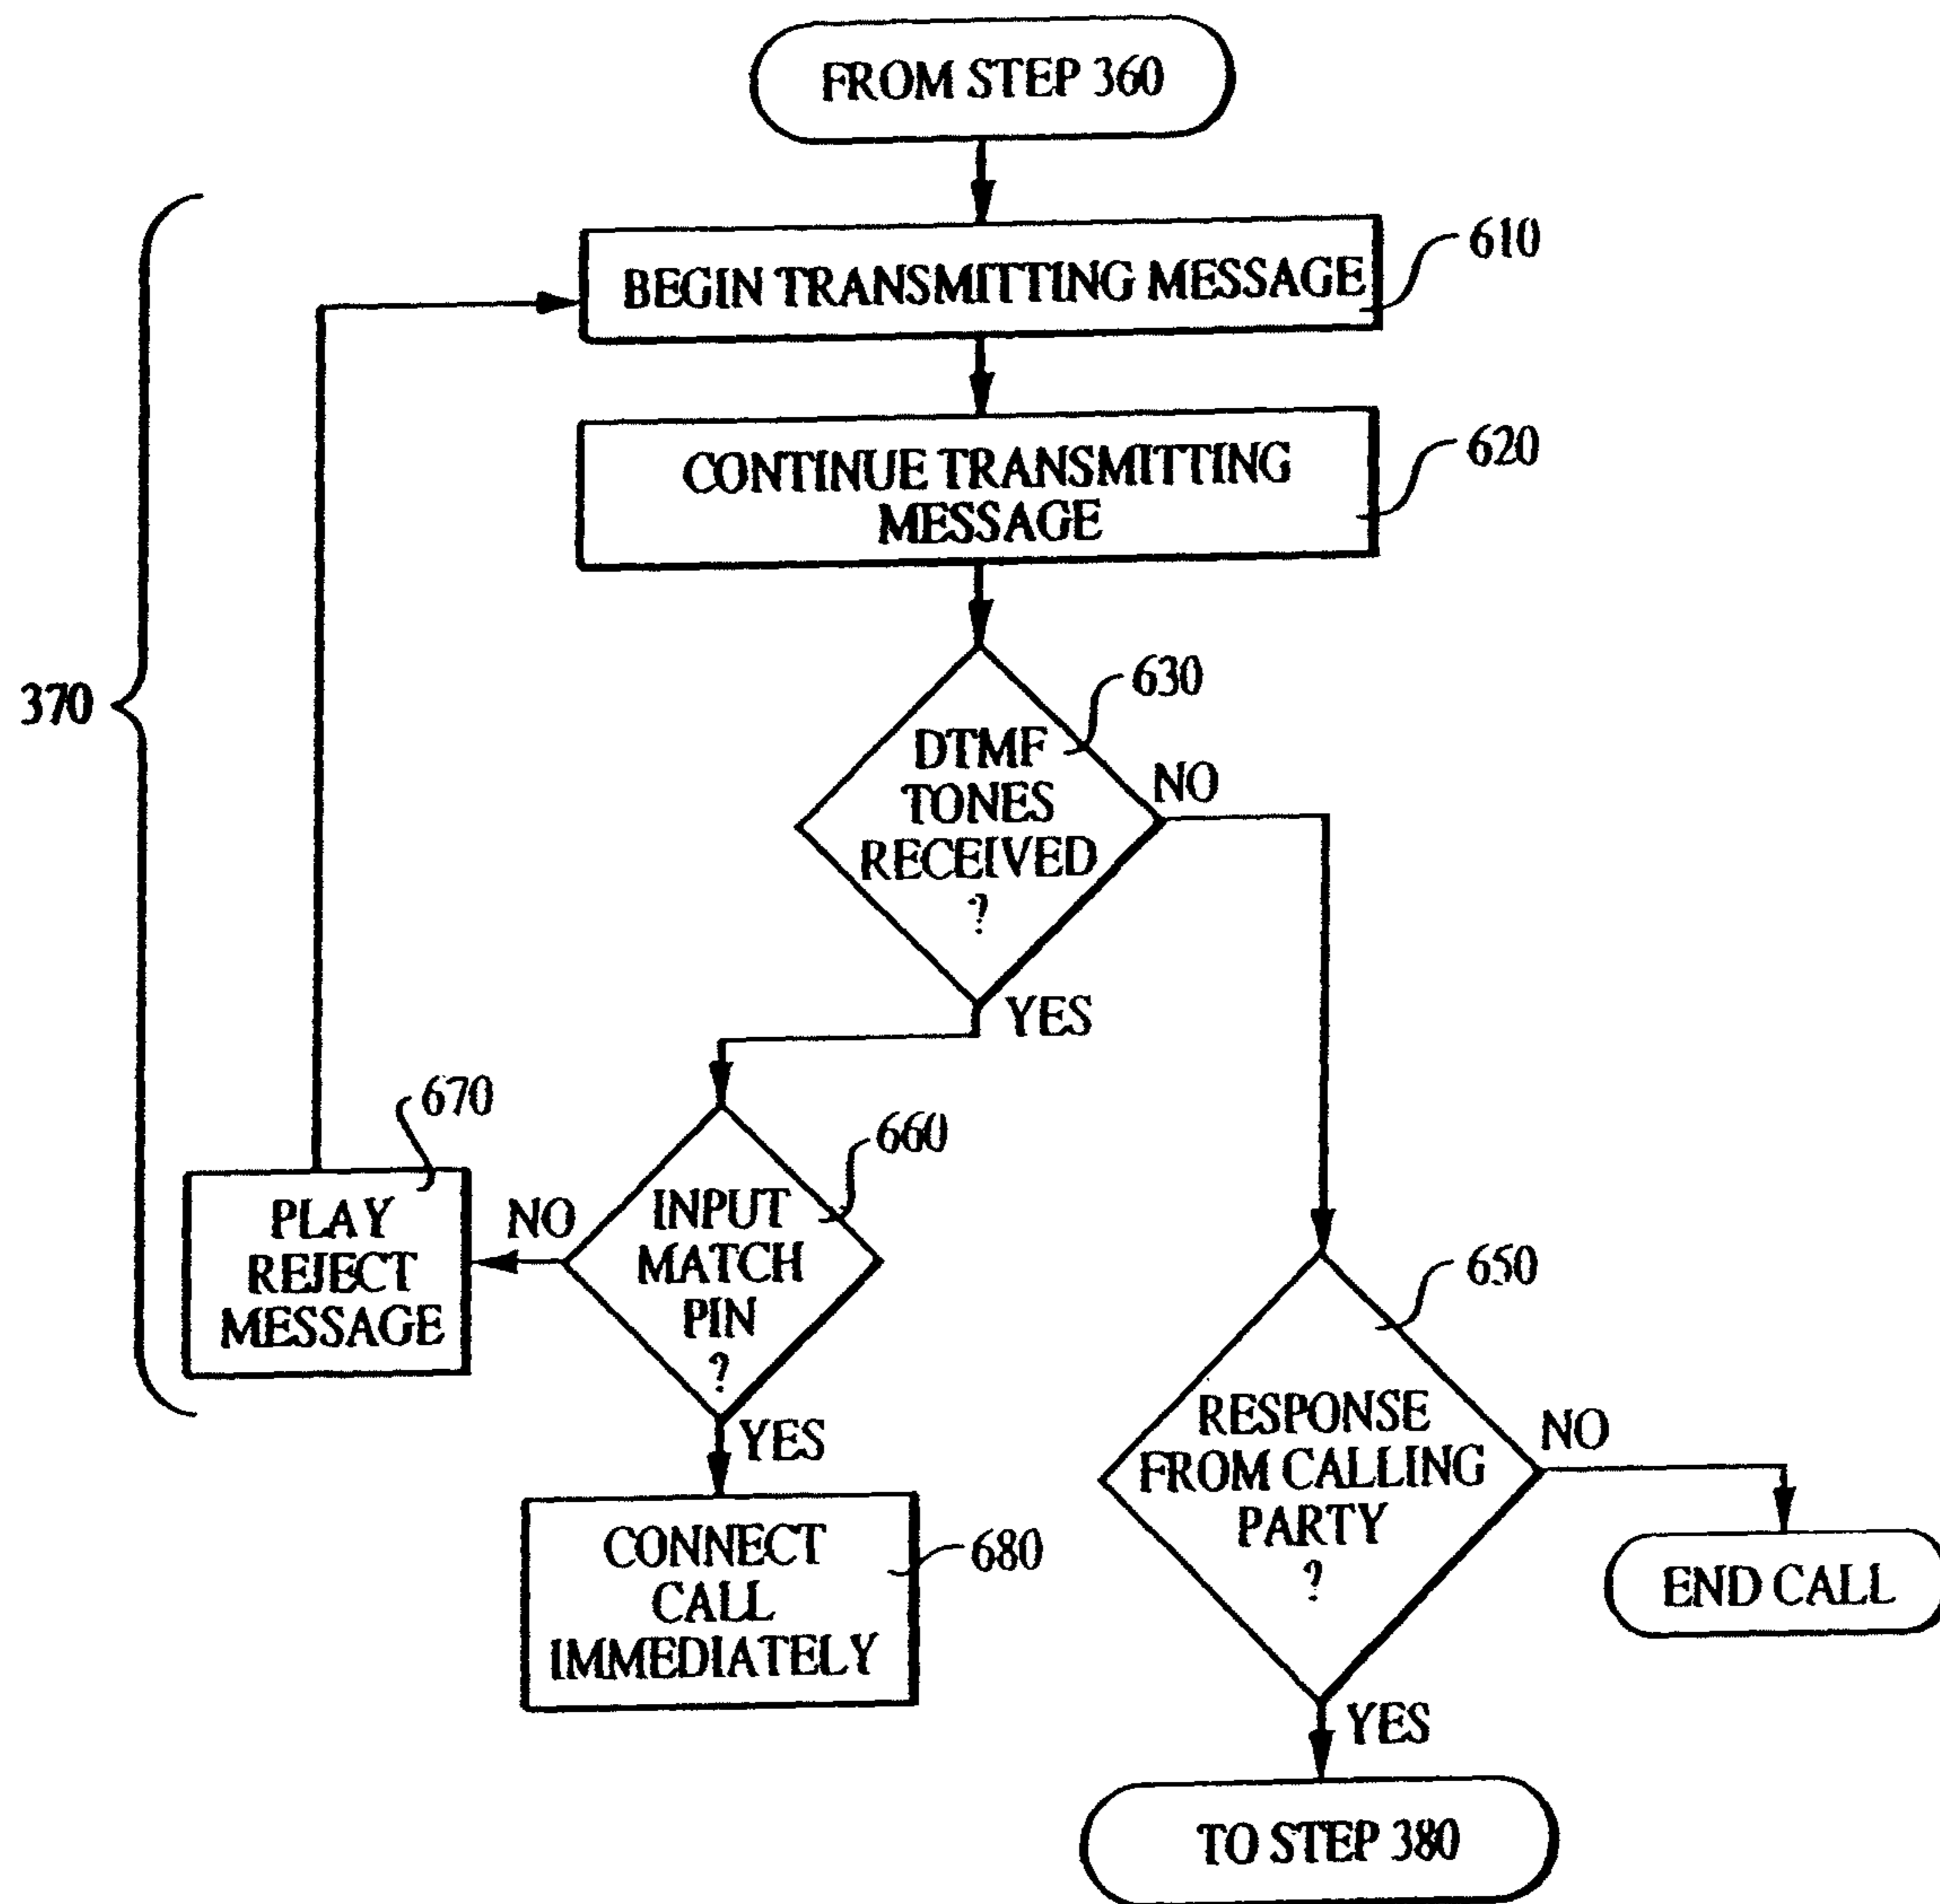 FROM STEP 360
BEGIN TRANSMITTING MESSAGE
610
CONTINUE TRANSMITTING
MESSAGE
620
370
630
DTMF
TONES
RECEIVED
?
NO
YES
670
PLAY
REJECT
MESSAGE
NO
660
INPUT
MATCH
PIN
?
YES
CONNECT
CALL
IMMEDIATELY
680
650
RESPONSE
FROM CALLING
PARTY
?
NO
END CALL
YES
TO STEP 380